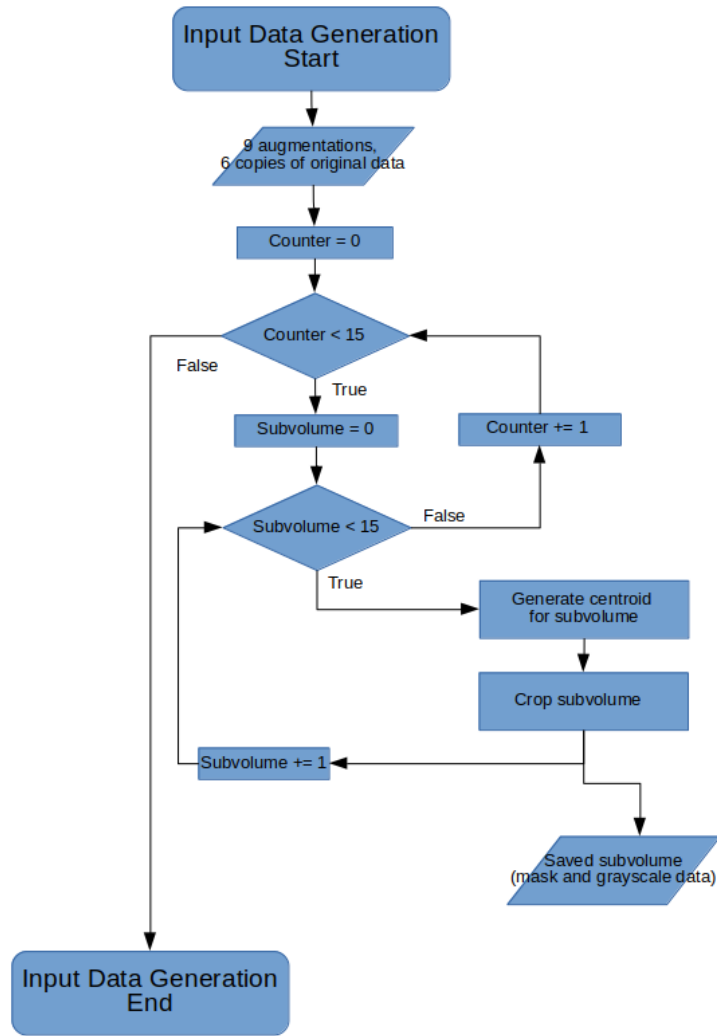 Input Data Generation
Start
9 augmentations,
6 copies of original data
Counter = 0
Counter < 15
False
True
Subvolume = 0
Counter += 1
Subvolume < 15
False
True
Generate centroid
for subvolume
Crop subvolume
Subvolume += 1
Saved subvolume
(mask and grayscale data)
Input Data Generation
End